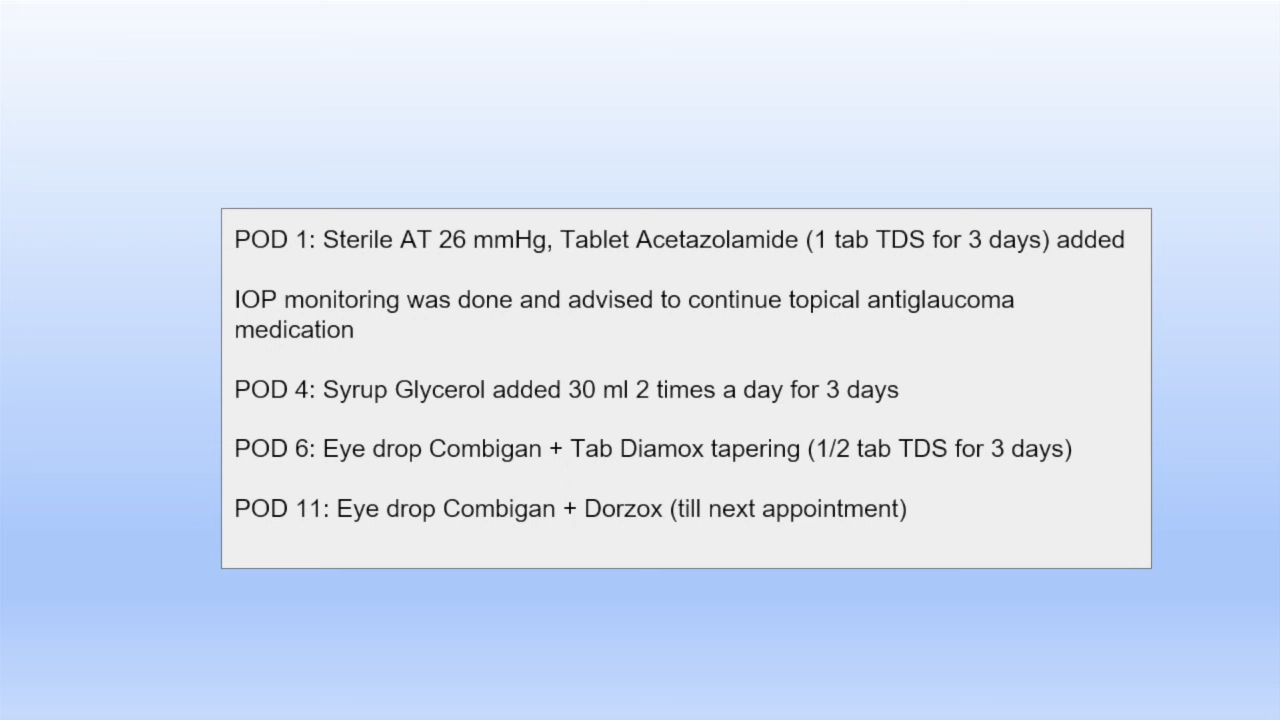 POD 1: Sterile AT 26 mmHg, Tablet Acetazolamide (1 tab TDS for 3 days) added
IOP monitoring was done and advised to continue topical antiglaucoma
medication
POD 4: Syrup Glycerol added 30 ml 2 times a day for 3 days
POD 6: Eye drop Combigan + Tab Diamox tapering (1/2 tab TDS for 3 days)
POD 11: Eye drop Combigan + Dorzox (till next appointment)